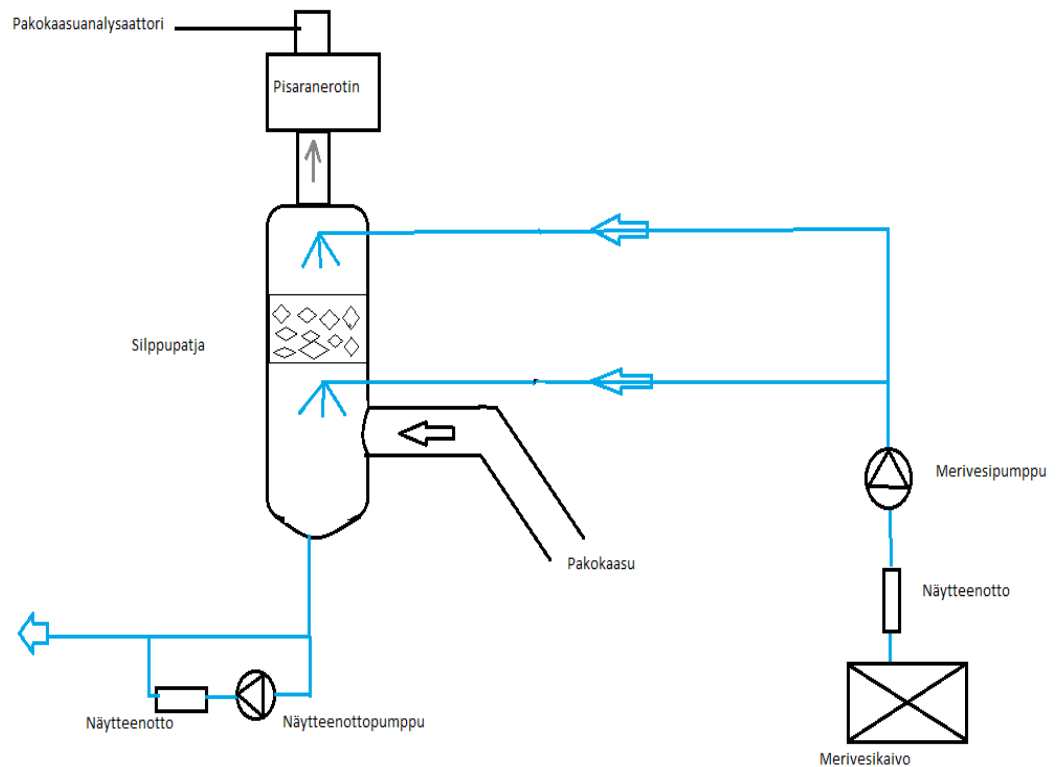 Pakokaasuanalysaattori
Pisaranerotin
Silppupatja
Merivesipumppu
Pakokaasu
Näytteenotto
Näytteenotto
Näytteenottopumppu
Merivesikaivo